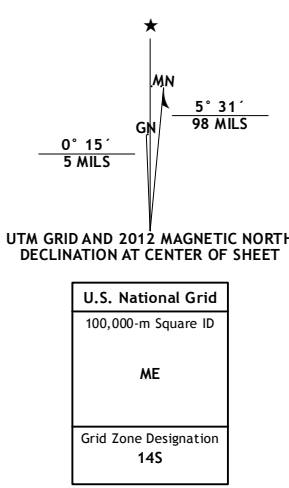 ★
MN
5° 31´
98 MILS
GN
0° 15´
5 MILS
UTM GRID AND 2012 MAGNETIC NORTH
DECLINATION AT CENTER OF SHEET
U.S. National Grid
100,000-m Square ID
ME
Grid Zone Designation
14S